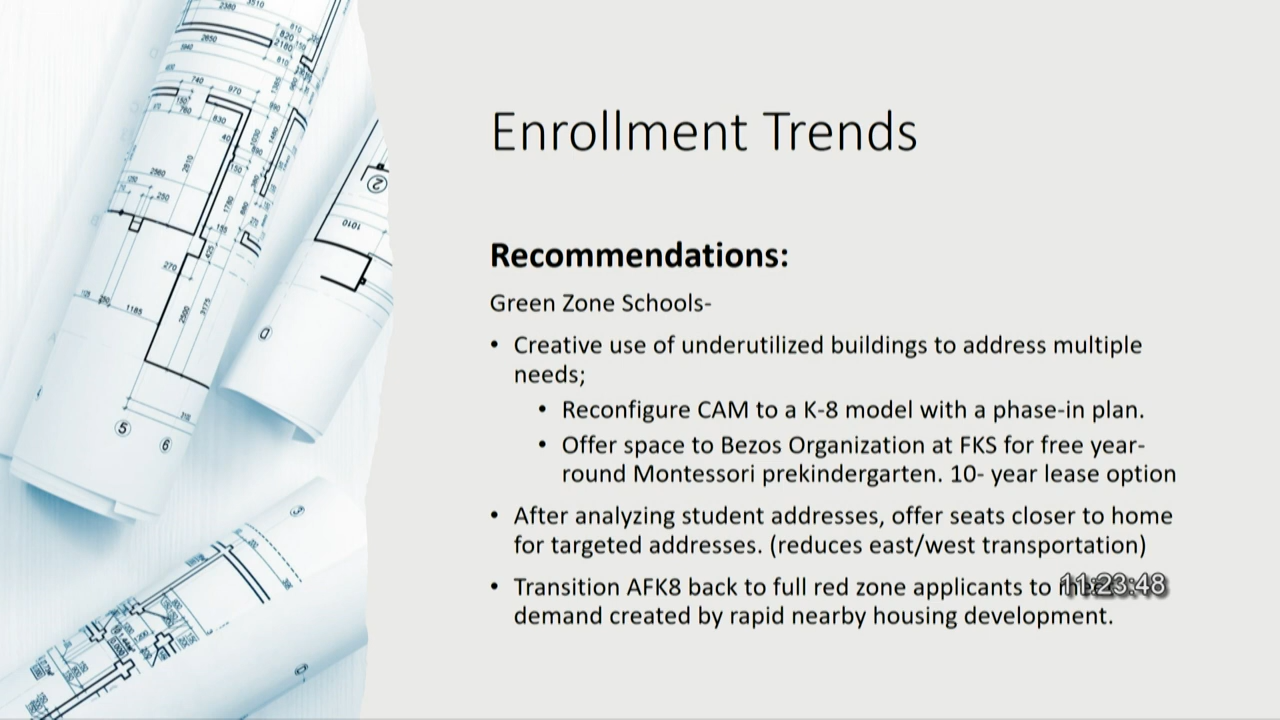 Enrollment Trends
Recommendations:
Green Zone Schools-
• Creative use of underutilized buildings to address multiple
needs;
• Reconfigure CAM to a K-8 model with a phase-in plan.
• Offer space to Bezos Organization at FKS for free year-
round Montessori prekindergarten. 10- year lease option
• After analyzing student addresses, offer seats closer to home
for targeted addresses. (reduces east/west transportation)
• Transition AFK8 back to full red zone applicants to
11:23:48
demand created by rapid nearby housing development.